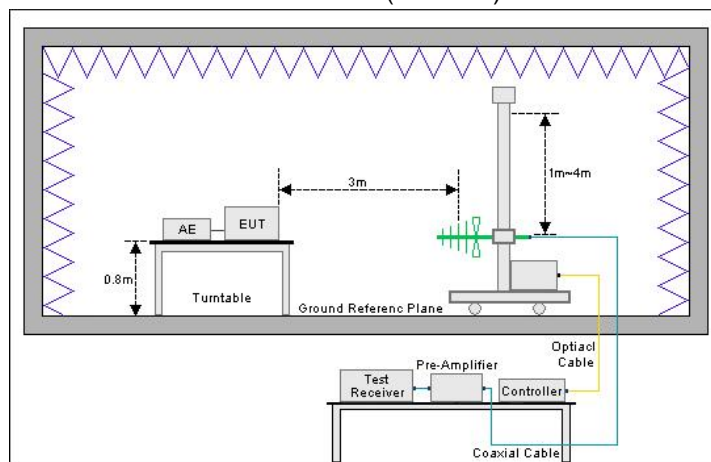 3m
1m~4m
AE
EUT
0.8m
Turntable
Ground Referenc Plane
Optiacl
Cable
Pre-Amplifier
Test
Receiver
Controller
Coaxial Cable